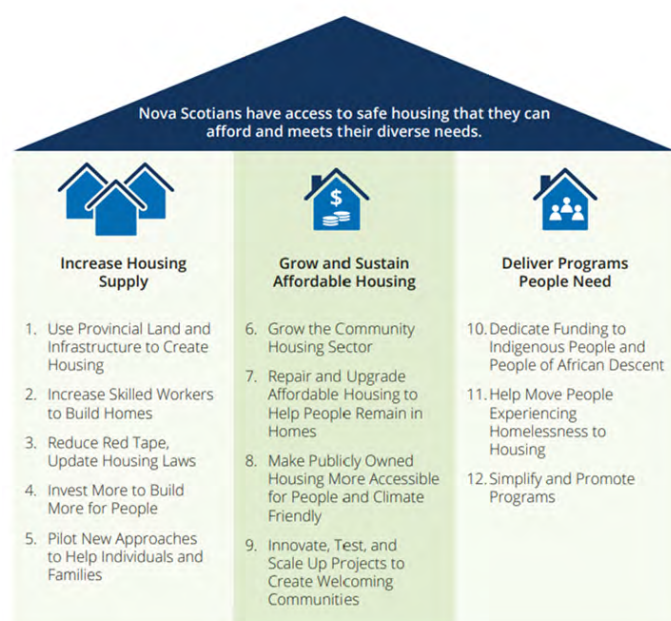 Nova Scotians have access to safe housing that they can
afford and meets their diverse needs.
$
Increase Housing
Supply
1. Use Provincial Land and
Infrastructure to Create
Housing
2. Increase Skilled Workers
to Build Homes
3. Reduce Red Tape,
Update Housing Laws
4. Invest More to Build
More for People
5. Pilot New Approaches
to Help Individuals and
Families
Grow and Sustain
Affordable Housing
6. Grow the Community
Housing Sector
7. Repair and Upgrade
Affordable Housing to
Help People Remain in
Homes
8. Make Publicly Owned
Housing More Accessible
for People and Climate
Friendly
9. Innovate, Test, and
Scale Up Projects to
Create Welcoming
Communities
Deliver Programs
People Need
10. Dedicate Funding to
Indigenous People and
People of African Descent
11. Help Move People
Experiencing
Homelessness to
Housing
12. Simplify and Promote
Programs